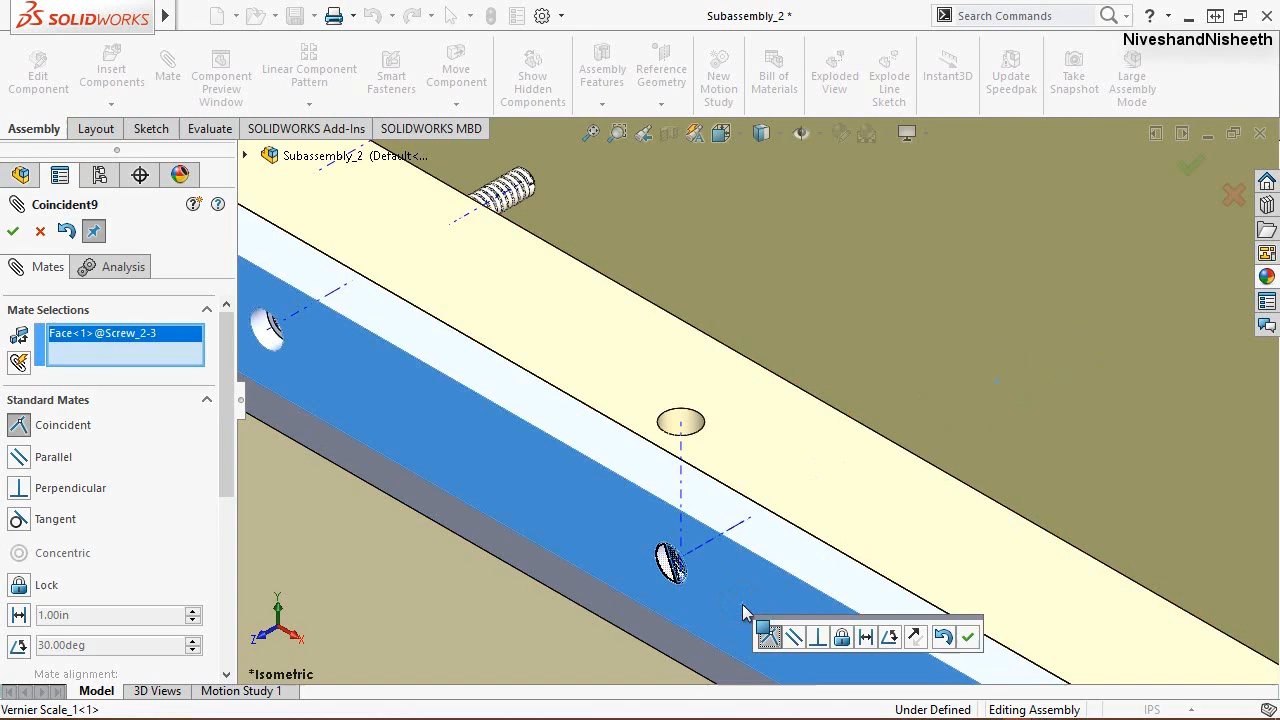 SOLIDWORKS
Subassembly_2 *
Search Commands
?
NiveshandNisheeth
Edit
Component
Insert
Components
Mate
Component
Preview
Window
Linear Component
Pattern
Smart
Fasteners
Move
Component
Show
Hidden
Components
Assembly
Features
Reference
Geometry
New
Motion
Study
Bill of
Materials
Exploded
View
Explode
Line
Sketch
Instant3D
Update
Speedpak
Take
Snapshot
Large
Assembly
Mode
Assembly
Layout
Sketch
Evaluate
SOLIDWORKS Add-Ins
SOLIDWORKS MBD
Subassembly_2 (Default<...
Coincident9
Mates
Analysis
Mate Selections
Face<1>@Screw_2-3
Standard Mates
Coincident
Parallel
Perpendicular
Tangent
Concentric
Lock
1.00in
30.00deg
Mate alignment:
Y
X
Z
*Isometric
Model
3D Views
Motion Study 1
Vernier Scale_1<1>
Under Defined
Editing Assembly
IPS